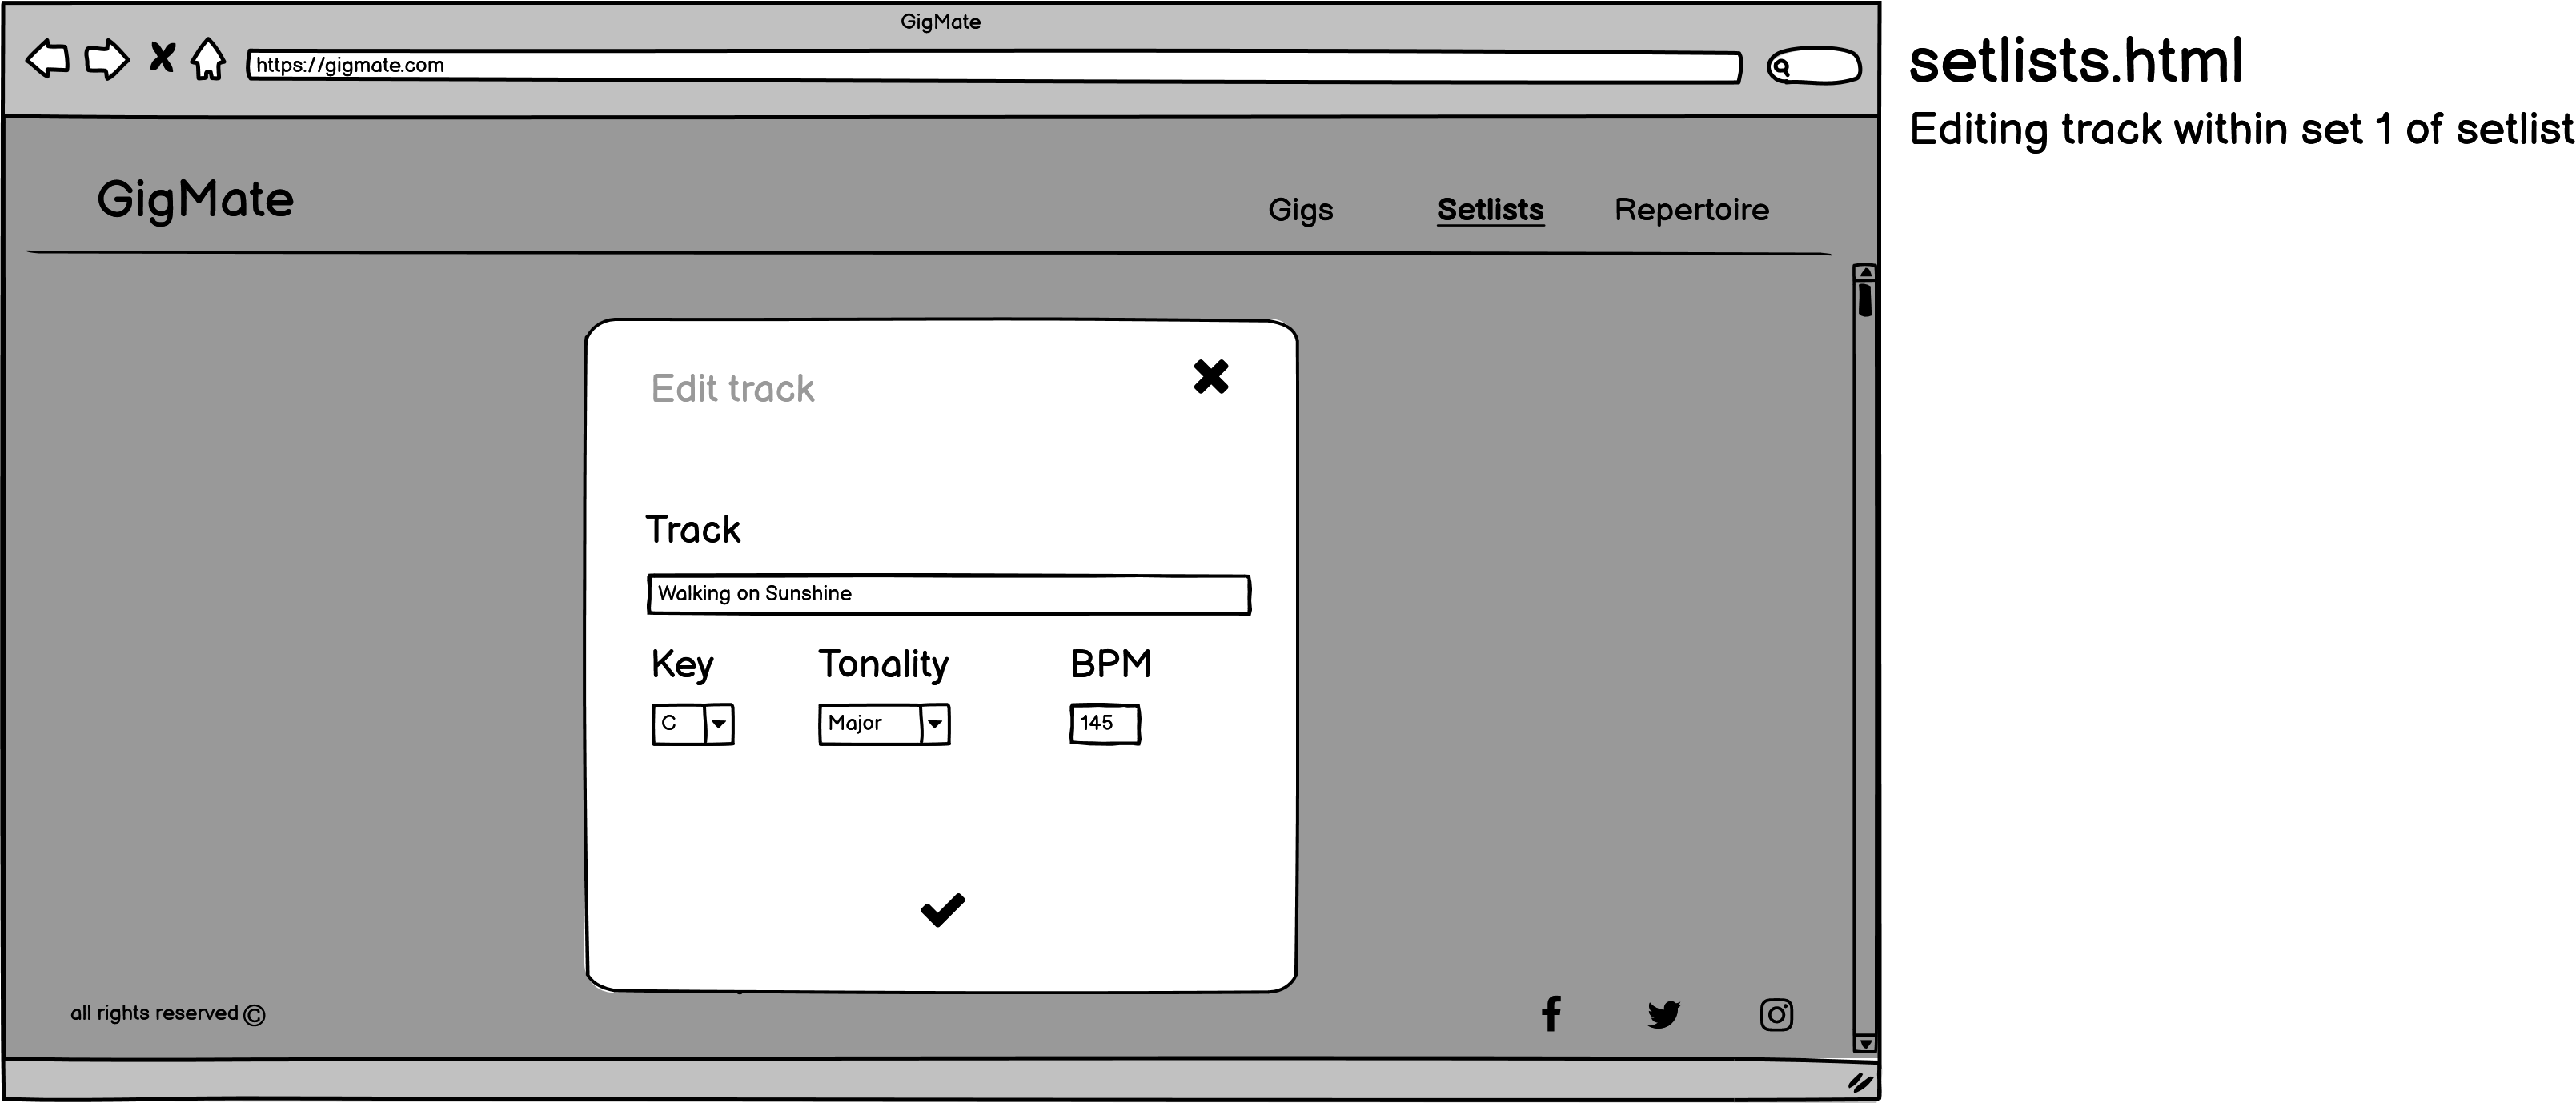 GigMate
https://gigmate.com
setlists.html
Editing track within set 1 of setlist
GigMate
Gigs
Setlists
Repertoire
Edit track
Track
Walking on Sunshine
Key
Tonality
BPM
C
Major
145
all rights reserved ©